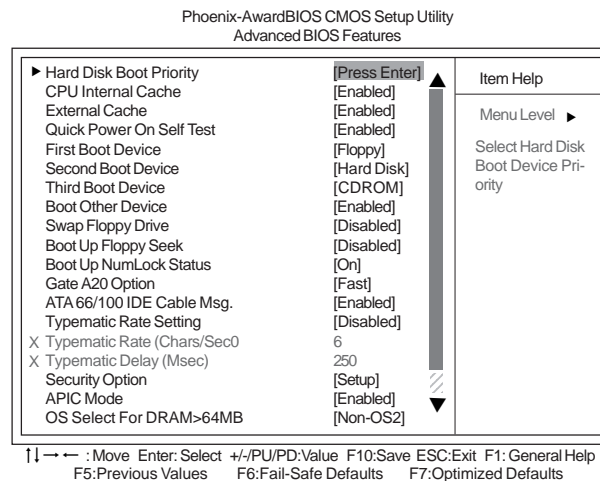 Phoenix-AwardBIOS CMOS Setup Utility
Advanced BIOS Features
▶ Hard Disk Boot Priority [Press Enter]
CPU Internal Cache [Enabled]
External Cache [Enabled]
Quick Power On Self Test [Enabled]
First Boot Device [Floppy]
Second Boot Device [Hard Disk]
Third Boot Device [CDROM]
Boot Other Device [Enabled]
Swap Floppy Drive [Disabled]
Boot Up Floppy Seek [Disabled]
Boot Up NumLock Status [On]
Gate A20 Option [Fast]
ATA 66/100 IDE Cable Msg. [Enabled]
Typematic Rate Setting [Disabled]
X Typematic Rate (Chars/Sec0 6
X Typematic Delay (Msec) 250
Security Option [Setup]
APIC Mode [Enabled]
OS Select For DRAM>64MB [Non-OS2]
Item Help
Menu Level ▶
Select Hard Disk
Boot Device Pri-
ority
↑↓→← : Move Enter: Select +/-/PU/PD:Value F10:Save ESC:Exit F1: General Help
F5:Previous Values F6:Fail-Safe Defaults F7:Optimized Defaults